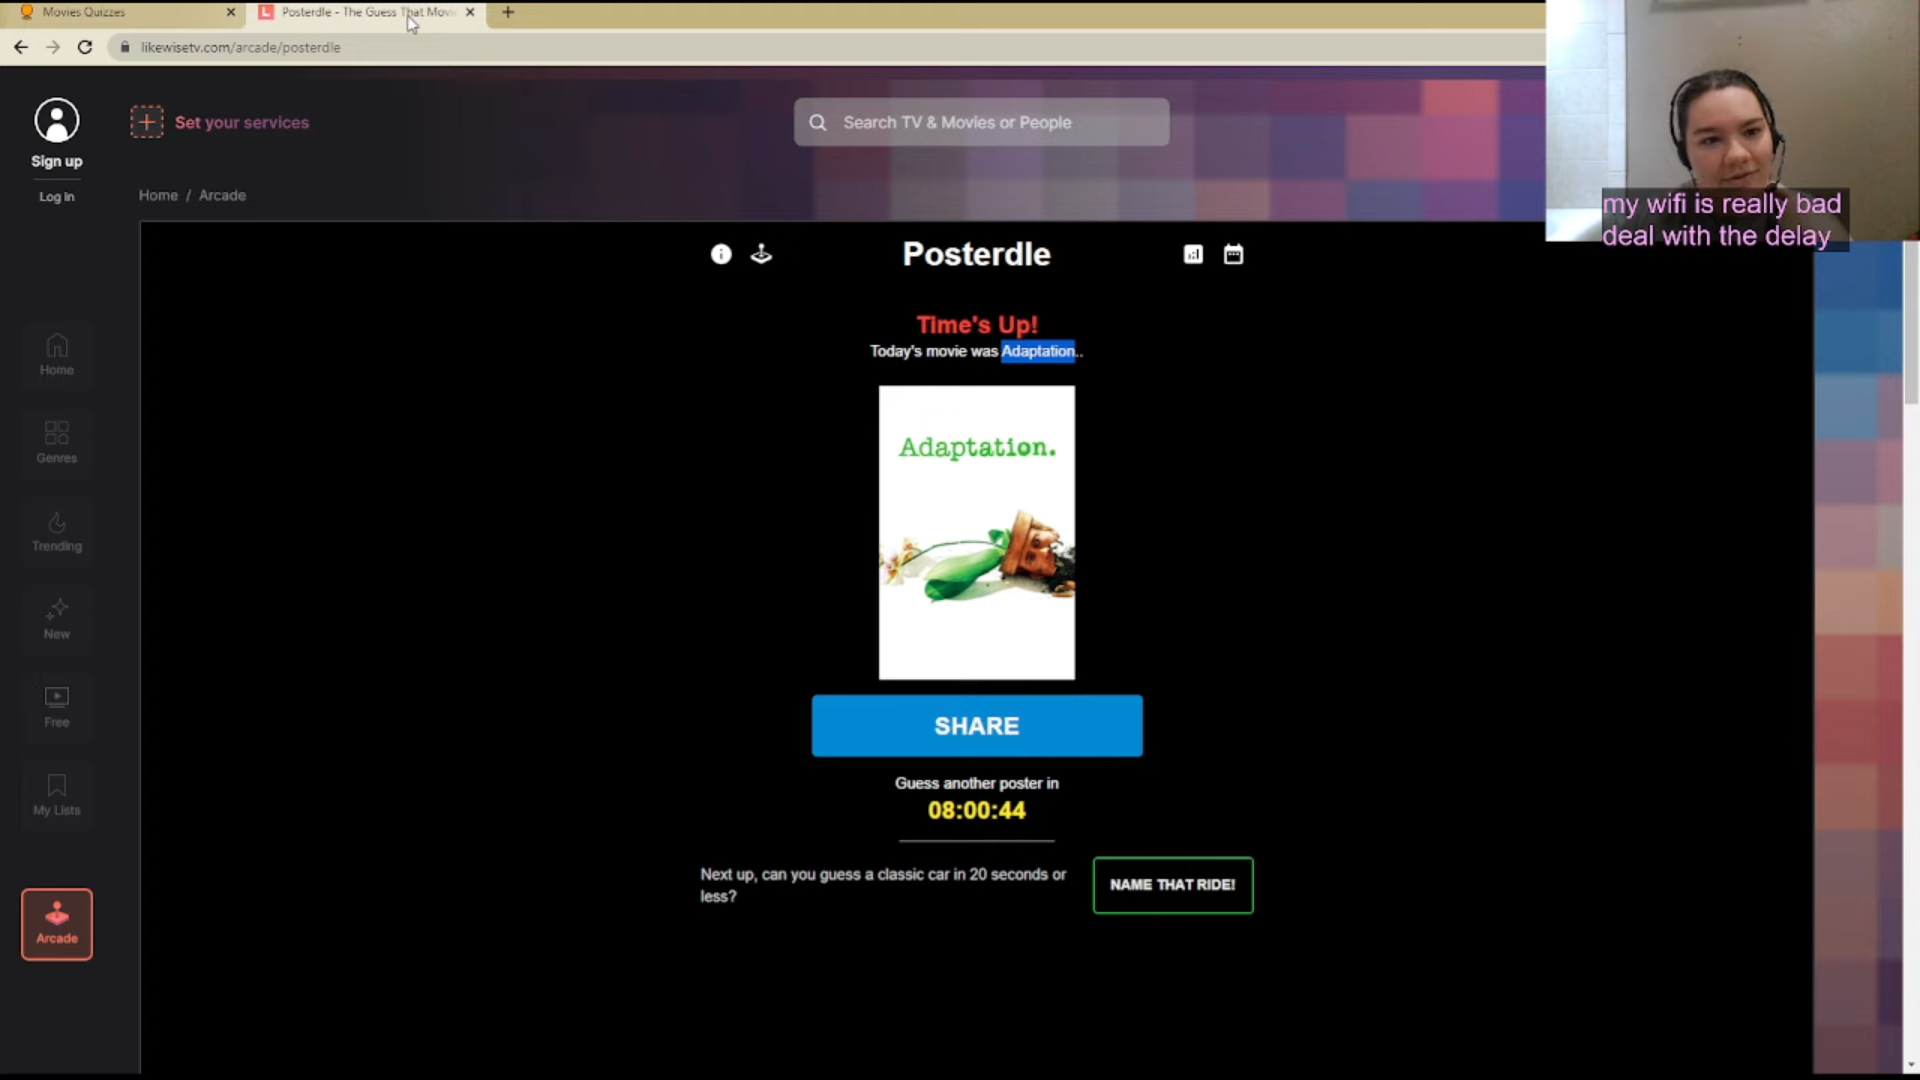 Movies Quizzes
Posterdle - The Guess That Movi
likewisetv.com/arcade/posterdle
Sign up
Log in
Set your services
Search TV & Movies or People
my wifi is really bad
deal with the delay
Home / Arcade
Posterdle
Time's Up!
Today's movie was Adaptation..
Adaptation.
SHARE
Guess another poster in
08:00:44
Next up, can you guess a classic car in 20 seconds or
less?
NAME THAT RIDE!
Home
Genres
Trending
New
Free
My Lists
Arcade